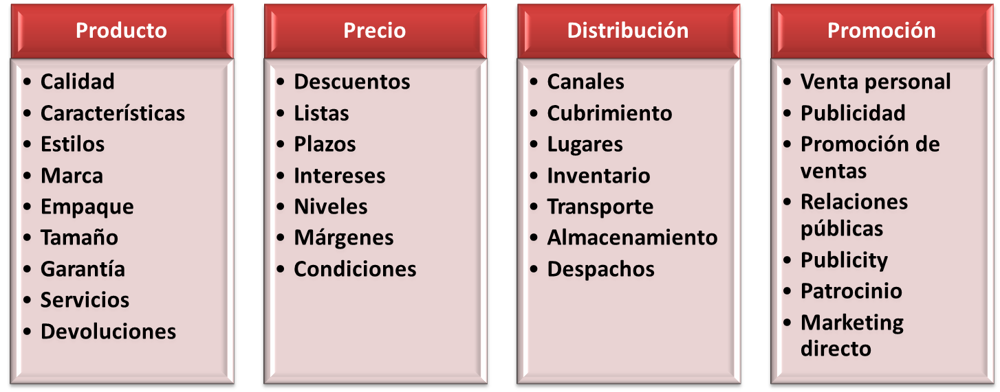 Producto
• Calidad
• Características
• Estilos
• Marca
• Empaque
• Tamaño
• Garantía
• Servicios
• Devoluciones
Precio
• Descuentos
• Listas
• Plazos
• Intereses
• Niveles
• Márgenes
• Condiciones
Distribución
• Canales
• Cubrimiento
• Lugares
• Inventario
• Transporte
• Almacenamiento
• Despachos
Promoción
• Venta personal
• Publicidad
• Promoción de
ventas
• Relaciones
públicas
• Publicity
• Patrocinio
• Marketing
directo